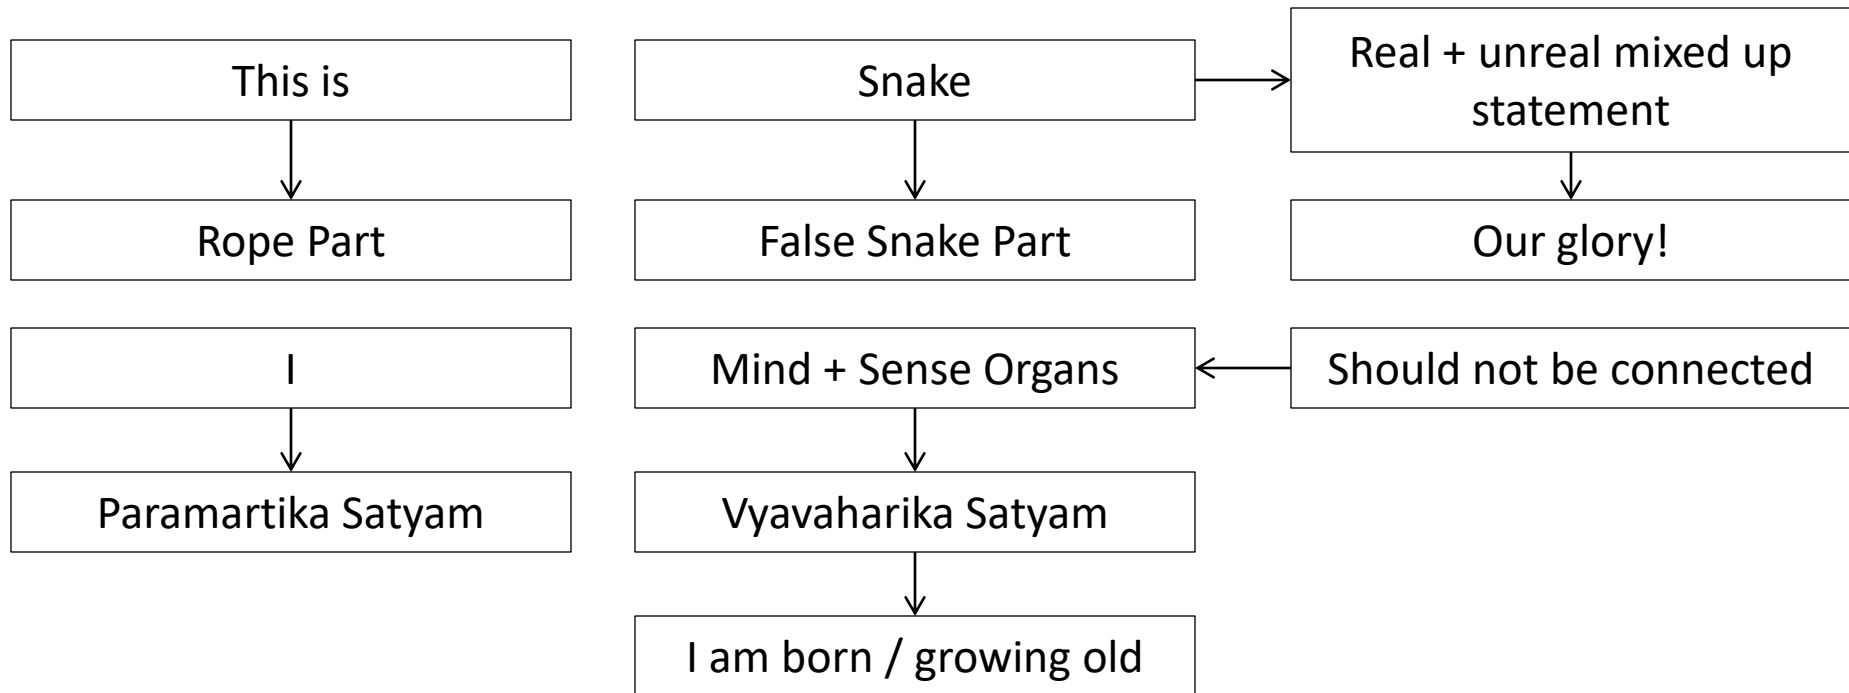 This is
Snake
Real + unreal mixed up
statement
Rope Part
False Snake Part
Our glory!
I
Mind + Sense Organs
Should not be connected
Paramartika Satyam
Vyavaharika Satyam
I am born / growing old